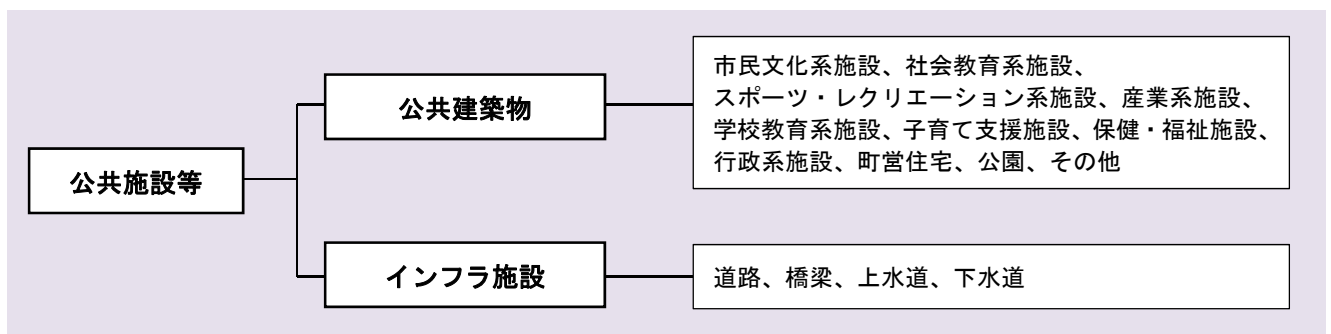 公共施設等
公共建築物
市民文化系施設、社会教育系施設、
スポーツ・レクリエーション系施設、産業系施設、
学校教育系施設、子育て支援施設、保健・福祉施設、
行政系施設、町営住宅、公園、その他
インフラ施設
道路、橋梁、上水道、下水道